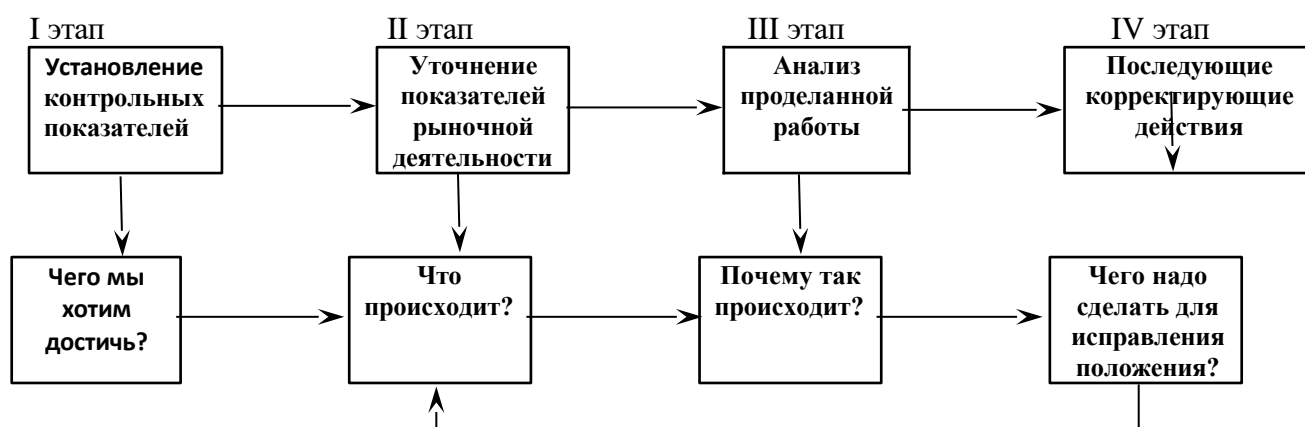 I этап
II этап
III этап
IV этап
Установление
контрольных
показателей
Уточнение
показателей
рыночной
деятельности
Анализ
проделанной
работы
Последующие
корректирующие
действия
Чего мы
хотим
достичь?
Что
происходит?
Почему так
происходит?
Чего надо
сделать для
исправления
положения?